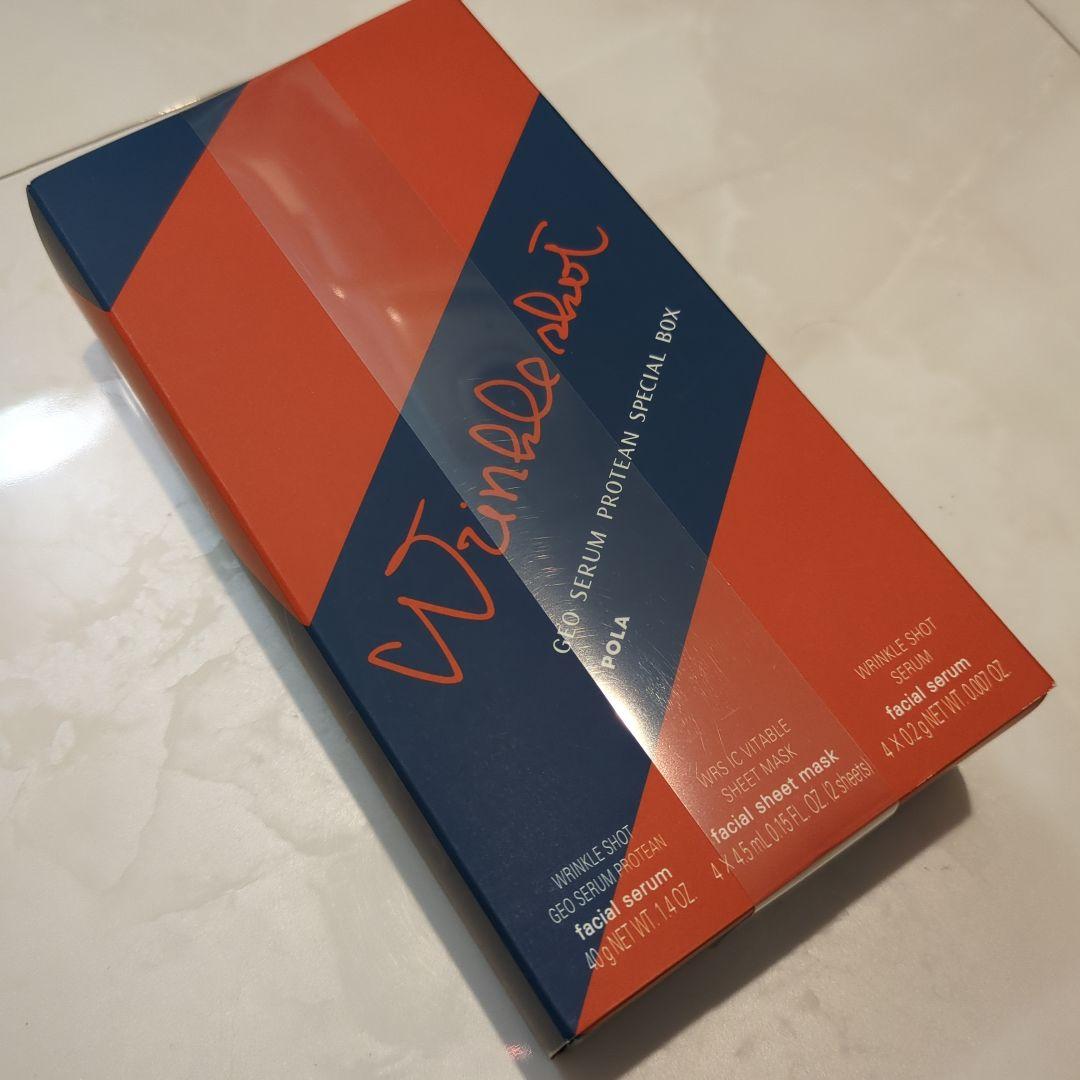 Wrinkle shot
GEO SERUM PROTEAN SPECIAL BOX
POLA
WRINKLE SHOT
GEO SERUM PROTEAN
facial serum
40 g NET WT. 1.4 OZ.
WRS IC VITABLE
SHEET MASK
facial sheet mask
4 X 4.5 mL 0.15 FL. OZ. (2 sheets)
WRINKLE SHOT
SERUM
facial serum
4 X 0.2 g NET WT. 0.007 OZ.